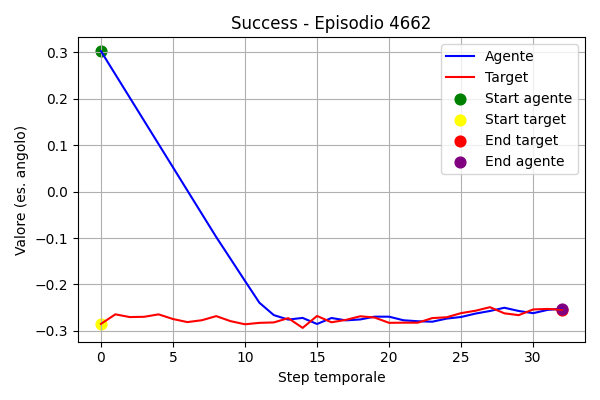 Success - Episodio 4662
Valore (es. angolo)
0.3
0.2
0.1
0.0
−0.1
−0.2
−0.3
Agente
Target
Start agente
Start target
End target
End agente
0 5 10 15 20 25 30
Step temporale